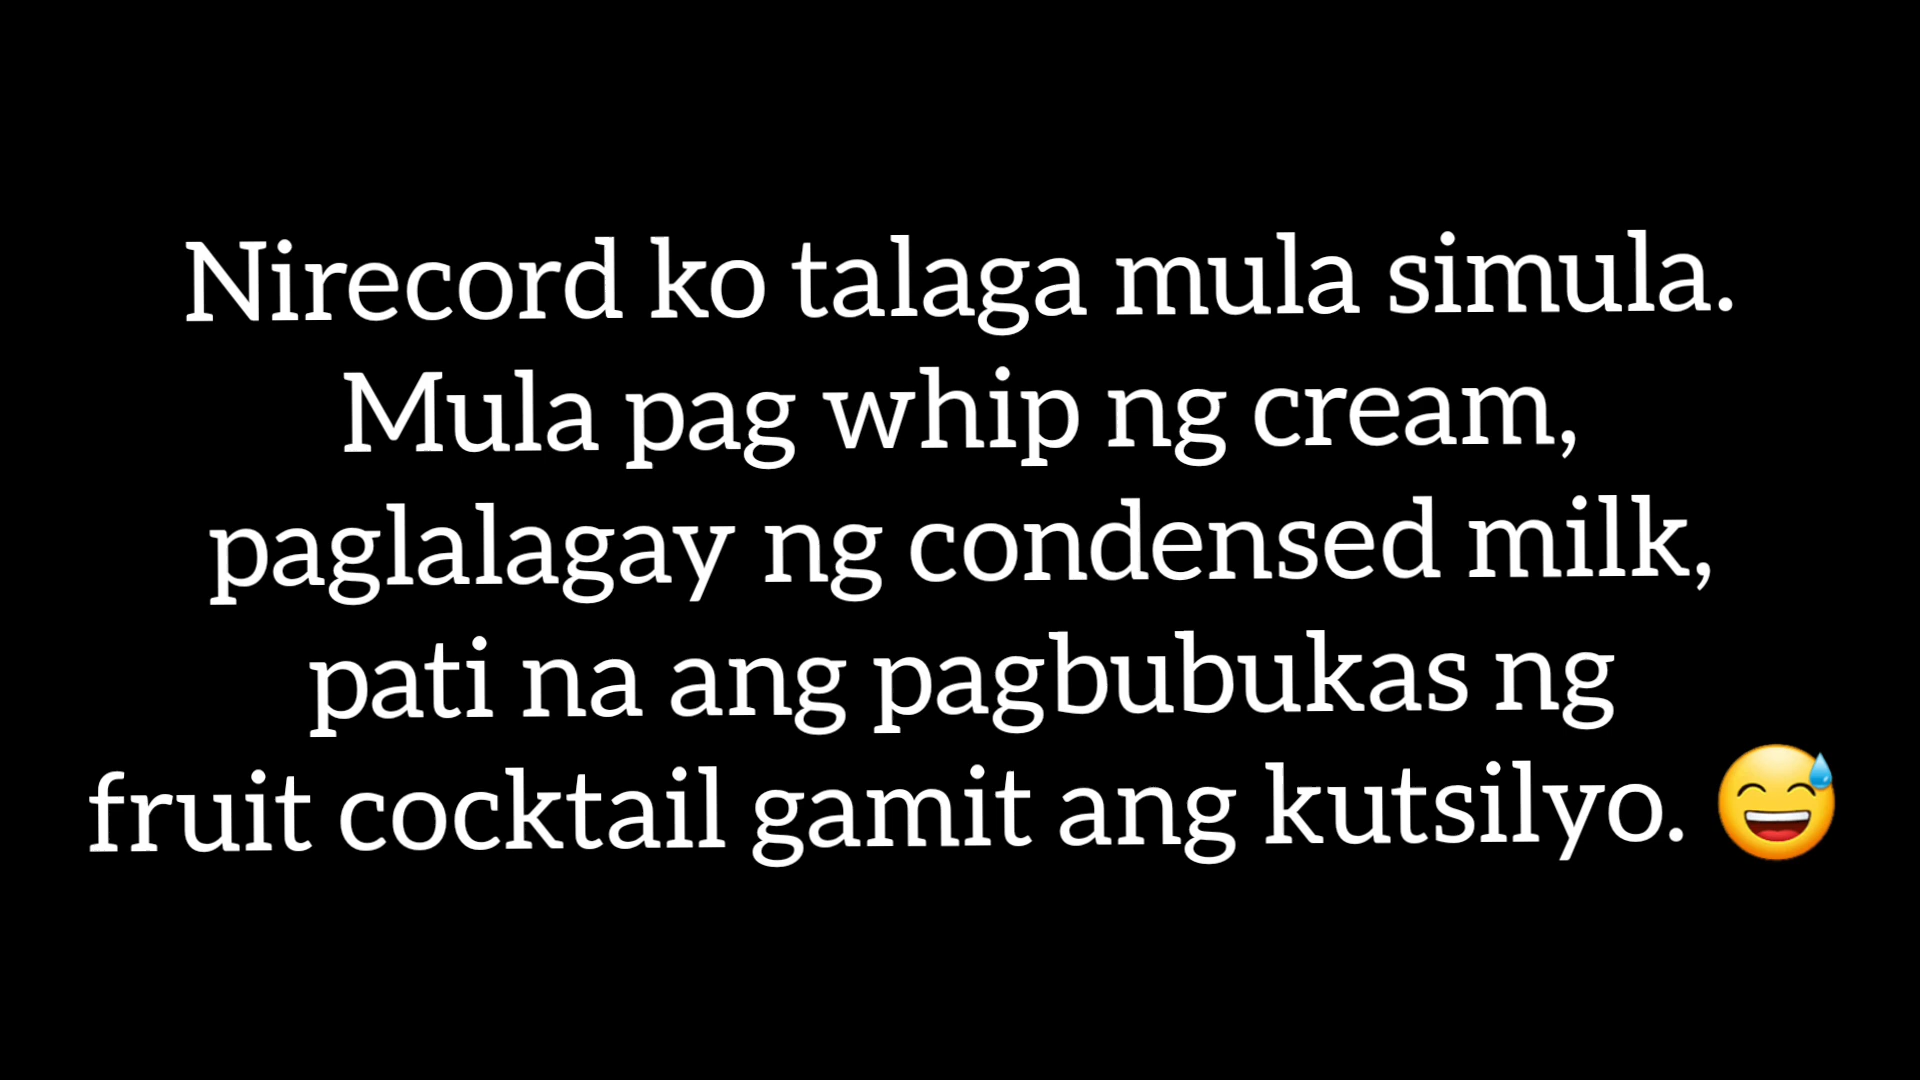 Nirecord ko talaga mula simula.
Mula pag whip ng cream,
paglalagay ng condensed milk,
pati na ang pagbubukas ng
fruit cocktail gamit ang kutsilyo. 😅